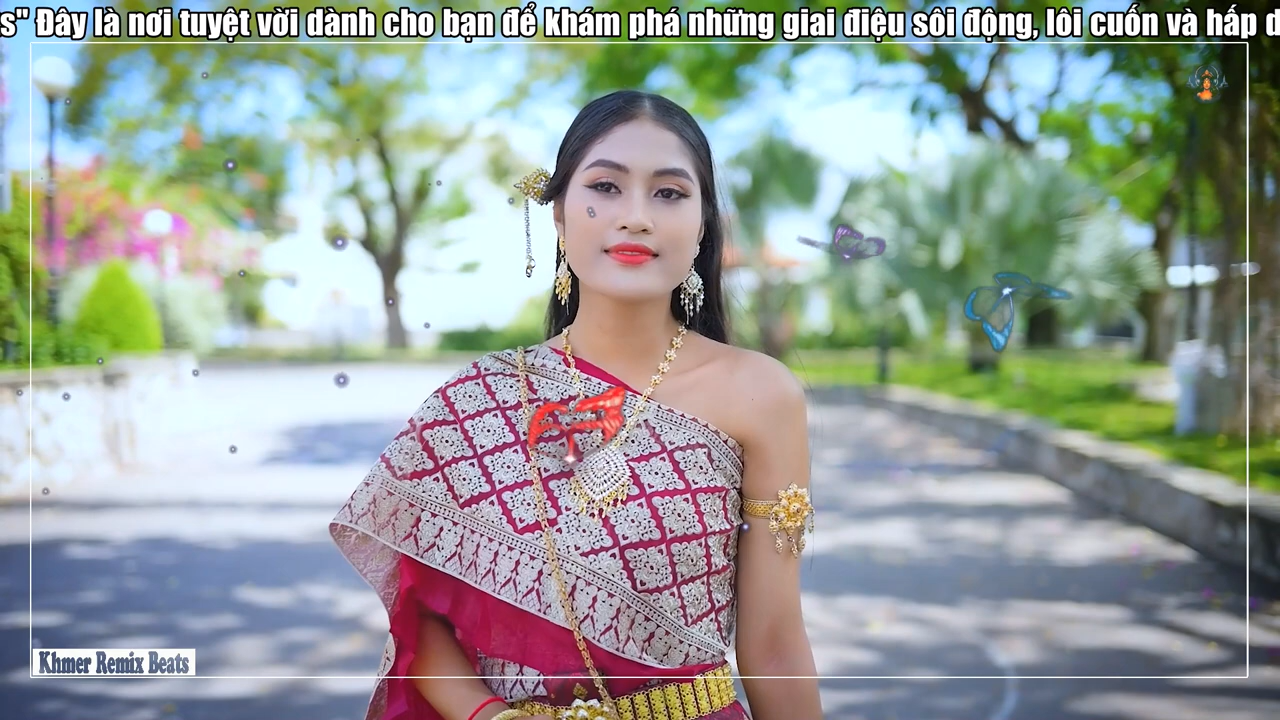 s" Đây là nơi tuyệt vời dành cho bạn để khám phá những giai điệu sôi động, lôi cuốn và hấp d
Khmer Remix Beats